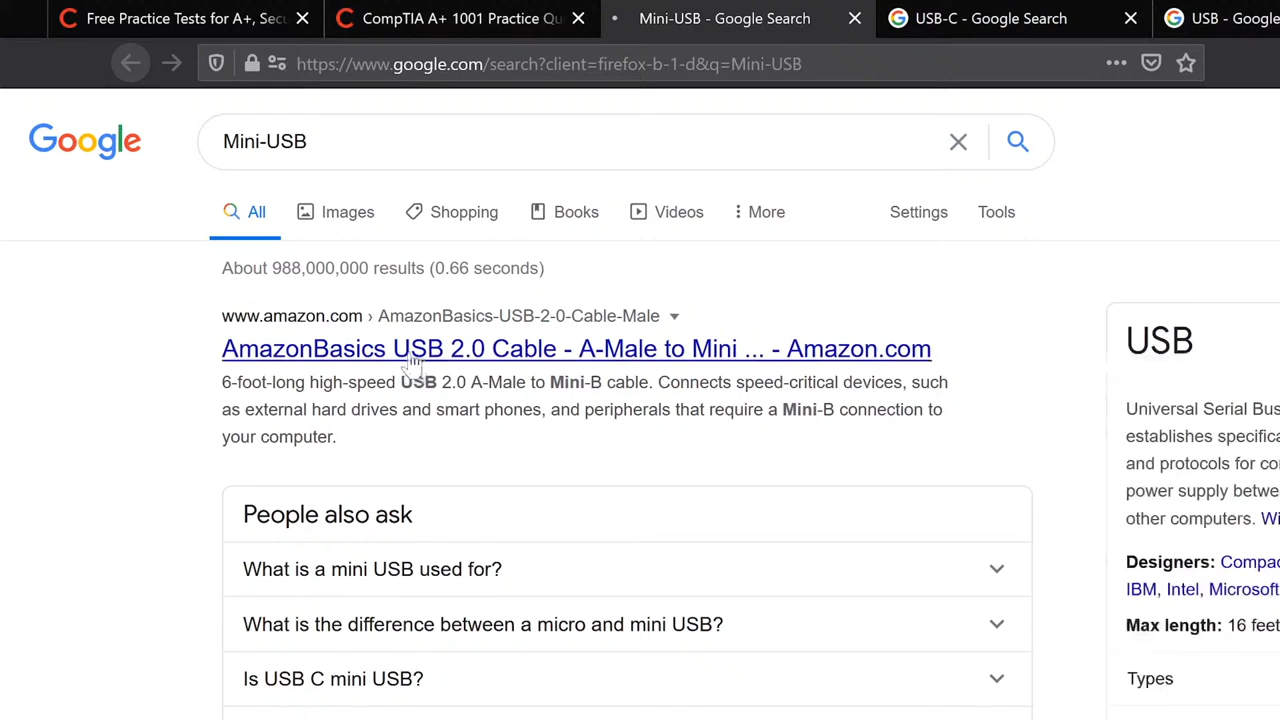 Free Practice Tests for A+, Secu
CompTIA A+ 1001 Practice Que
Mini-USB - Google Search
USB-C - Google Search
USB - Google
https://www.google.com/search?client=firefox-b-1-d&q=Mini-USB
Google
Mini-USB
All
Images
Shopping
Books
Videos
More
Settings
Tools
About 988,000,000 results (0.66 seconds)
www.amazon.com › AmazonBasics-USB-2-0-Cable-Male
AmazonBasics USB 2.0 Cable - A-Male to Mini ... - Amazon.com
6-foot-long high-speed USB 2.0 A-Male to Mini-B cable. Connects speed-critical devices, such
as external hard drives and smart phones, and peripherals that require a Mini-B connection to
your computer.
People also ask
What is a mini USB used for?
What is the difference between a micro and mini USB?
Is USB C mini USB?
USB
Universal Serial Bus
establishes specifica
and protocols for con
power supply betwe
other computers. Wi
Designers: Compac
IBM, Intel, Microsoft
Max length: 16 feet
Types